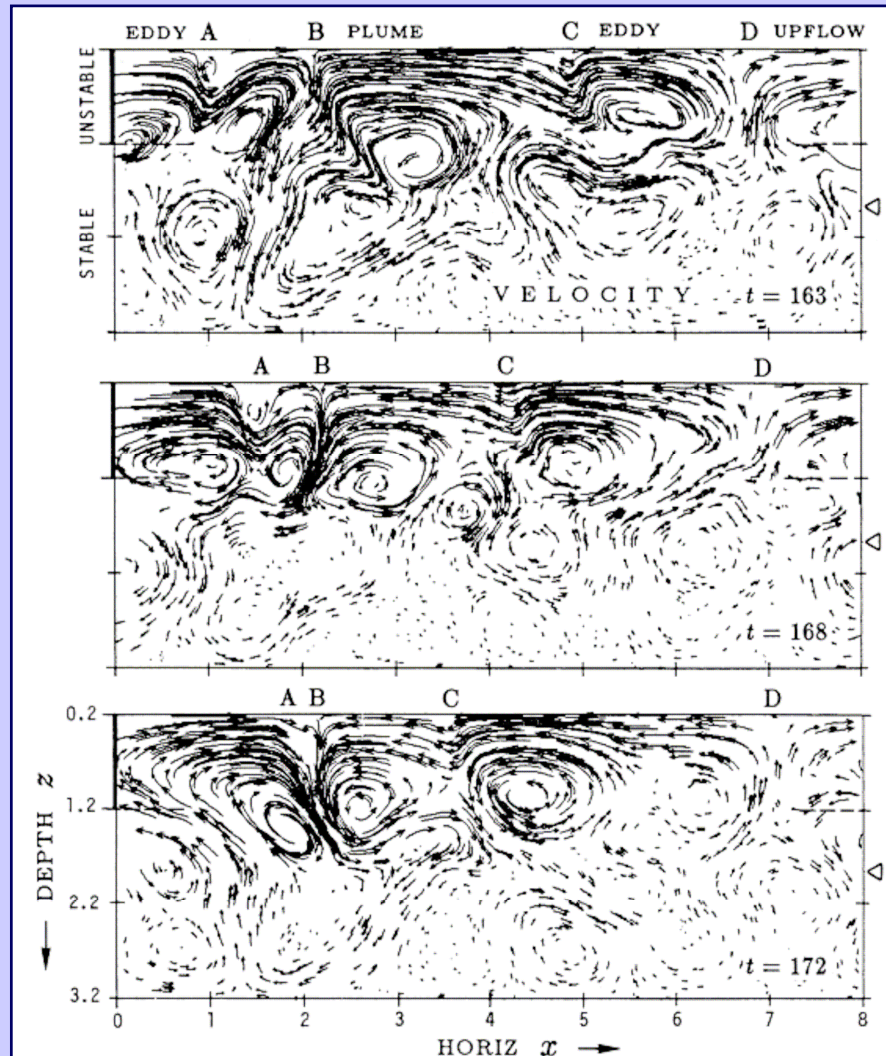 EDDY A B PLUME C EDDY D UPFLOW
UNSTABLE
STABLE
VELOCITY t = 163
A B C D
t = 168
A B C D
0.2
1.2
2.2
3.2
DEPTH z
t = 172
0 1 2 3 4 5 6 7 8
HORIZ x